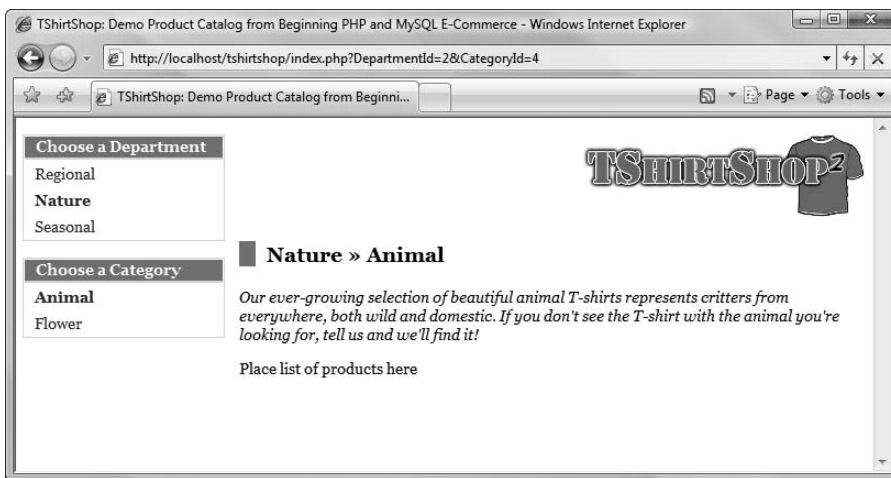 TShirtShop: Demo Product Catalog from Beginning PHP and MySQL E-Commerce - Windows Internet Explorer
http://localhost/tshirtshop/index.php?DepartmentId=2&CategoryId=4
TShirtShop: Demo Product Catalog from Beginni...
Page
Tools
Choose a Department
Regional
Nature
Seasonal
Choose a Category
Animal
Flower
TShirtShop²
Nature » Animal
Our ever-growing selection of beautiful animal T-shirts represents critters from
everywhere, both wild and domestic. If you don't see the T-shirt with the animal you're
looking for, tell us and we'll find it!
Place list of products here